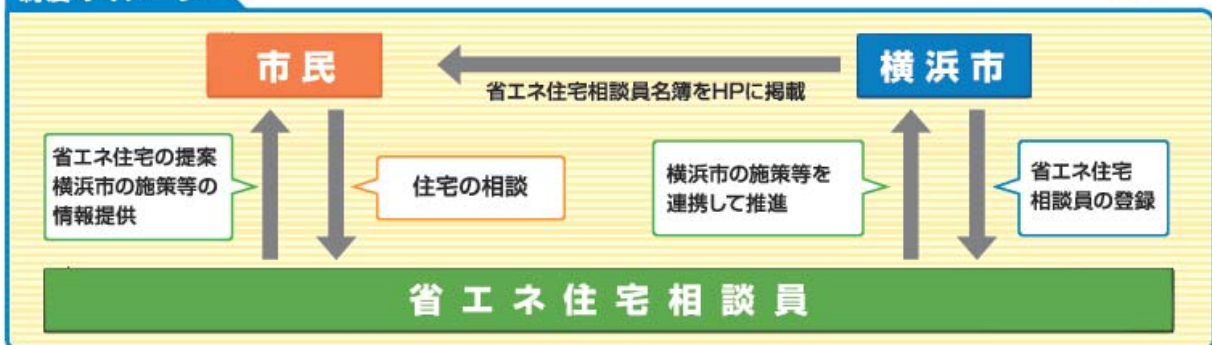 市民
横浜市
省エネ住宅相談員名簿をHPに掲載
省エネ住宅の提案
横浜市の施策等の
情報提供
住宅の相談
横浜市の施策等を
連携して推進
省エネ住宅
相談員の登録
省エネ住宅相談員